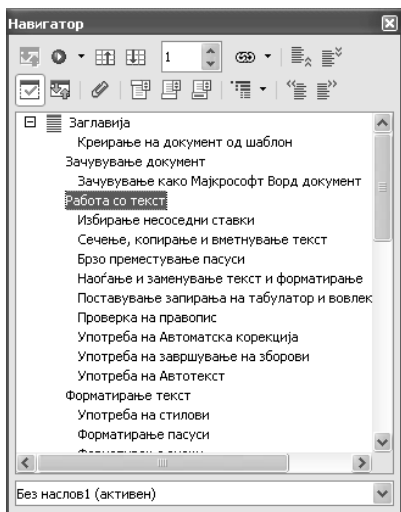 Навигатор
1
Заглавија
Креирање на документ од шаблон
Зачувување документ
Зачувување како Мајкрософт Ворд документ
Работа со текст
Избирање несоседни ставки
Сечење, копирање и вметнување текст
Брзо преместување пасуси
Наоѓање и заменување текст и форматирање
Поставување запирања на табулатор и вовлек
Проверка на правопис
Употреба на Автоматска корекција
Употреба на завршување на зборови
Употреба на Автотекст
Форматирање текст
Употреба на стилови
Форматирање пасуси
Без наслов1 (активен)